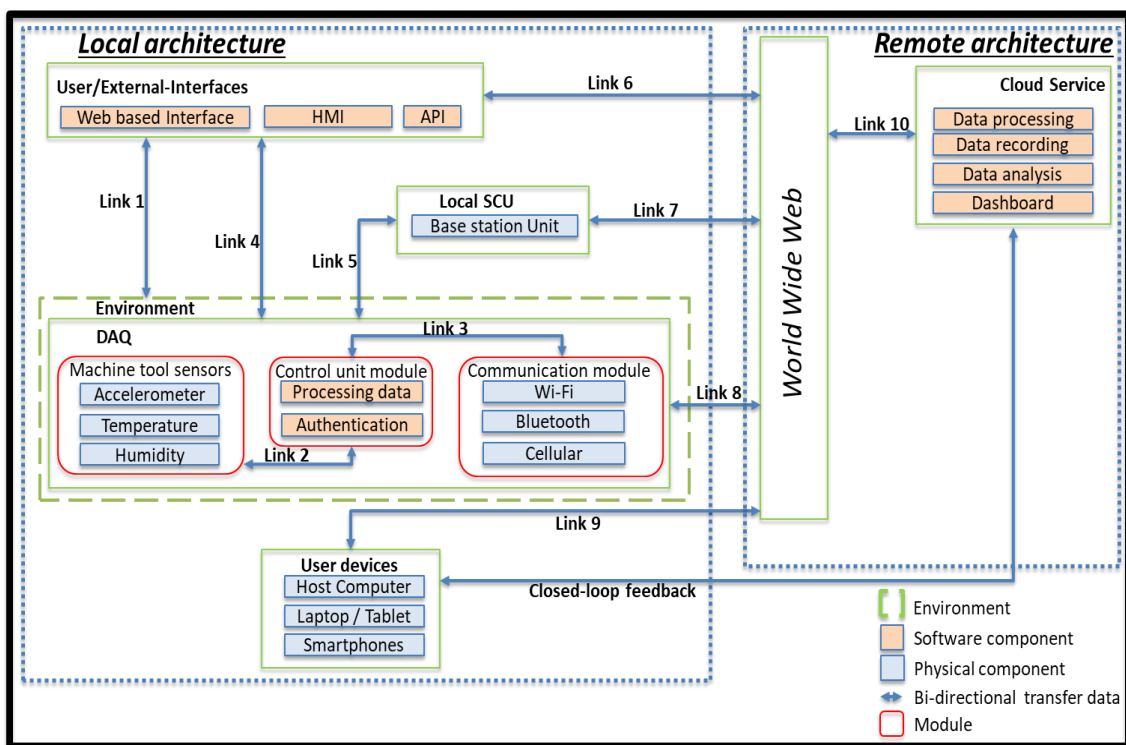 Local architecture
Remote architecture
User/External-Interfaces
Web based Interface
HMI
API
Link 6
Cloud Service
Data processing
Data recording
Data analysis
Dashboard
Link 10
Link 1
Link 4
Local SCU
Base station Unit
Link 7
Link 5
World Wide Web
Environment
DAQ
Link 3
Machine tool sensors
Accelerometer
Temperature
Humidity
Control unit module
Processing data
Authentication
Link 2
Communication module
Wi-Fi
Bluetooth
Cellular
Link 8
Link 9
User devices
Host Computer
Laptop / Tablet
Smartphones
Closed-loop feedback
Environment
Software component
Physical component
Bi-directional transfer data
Module